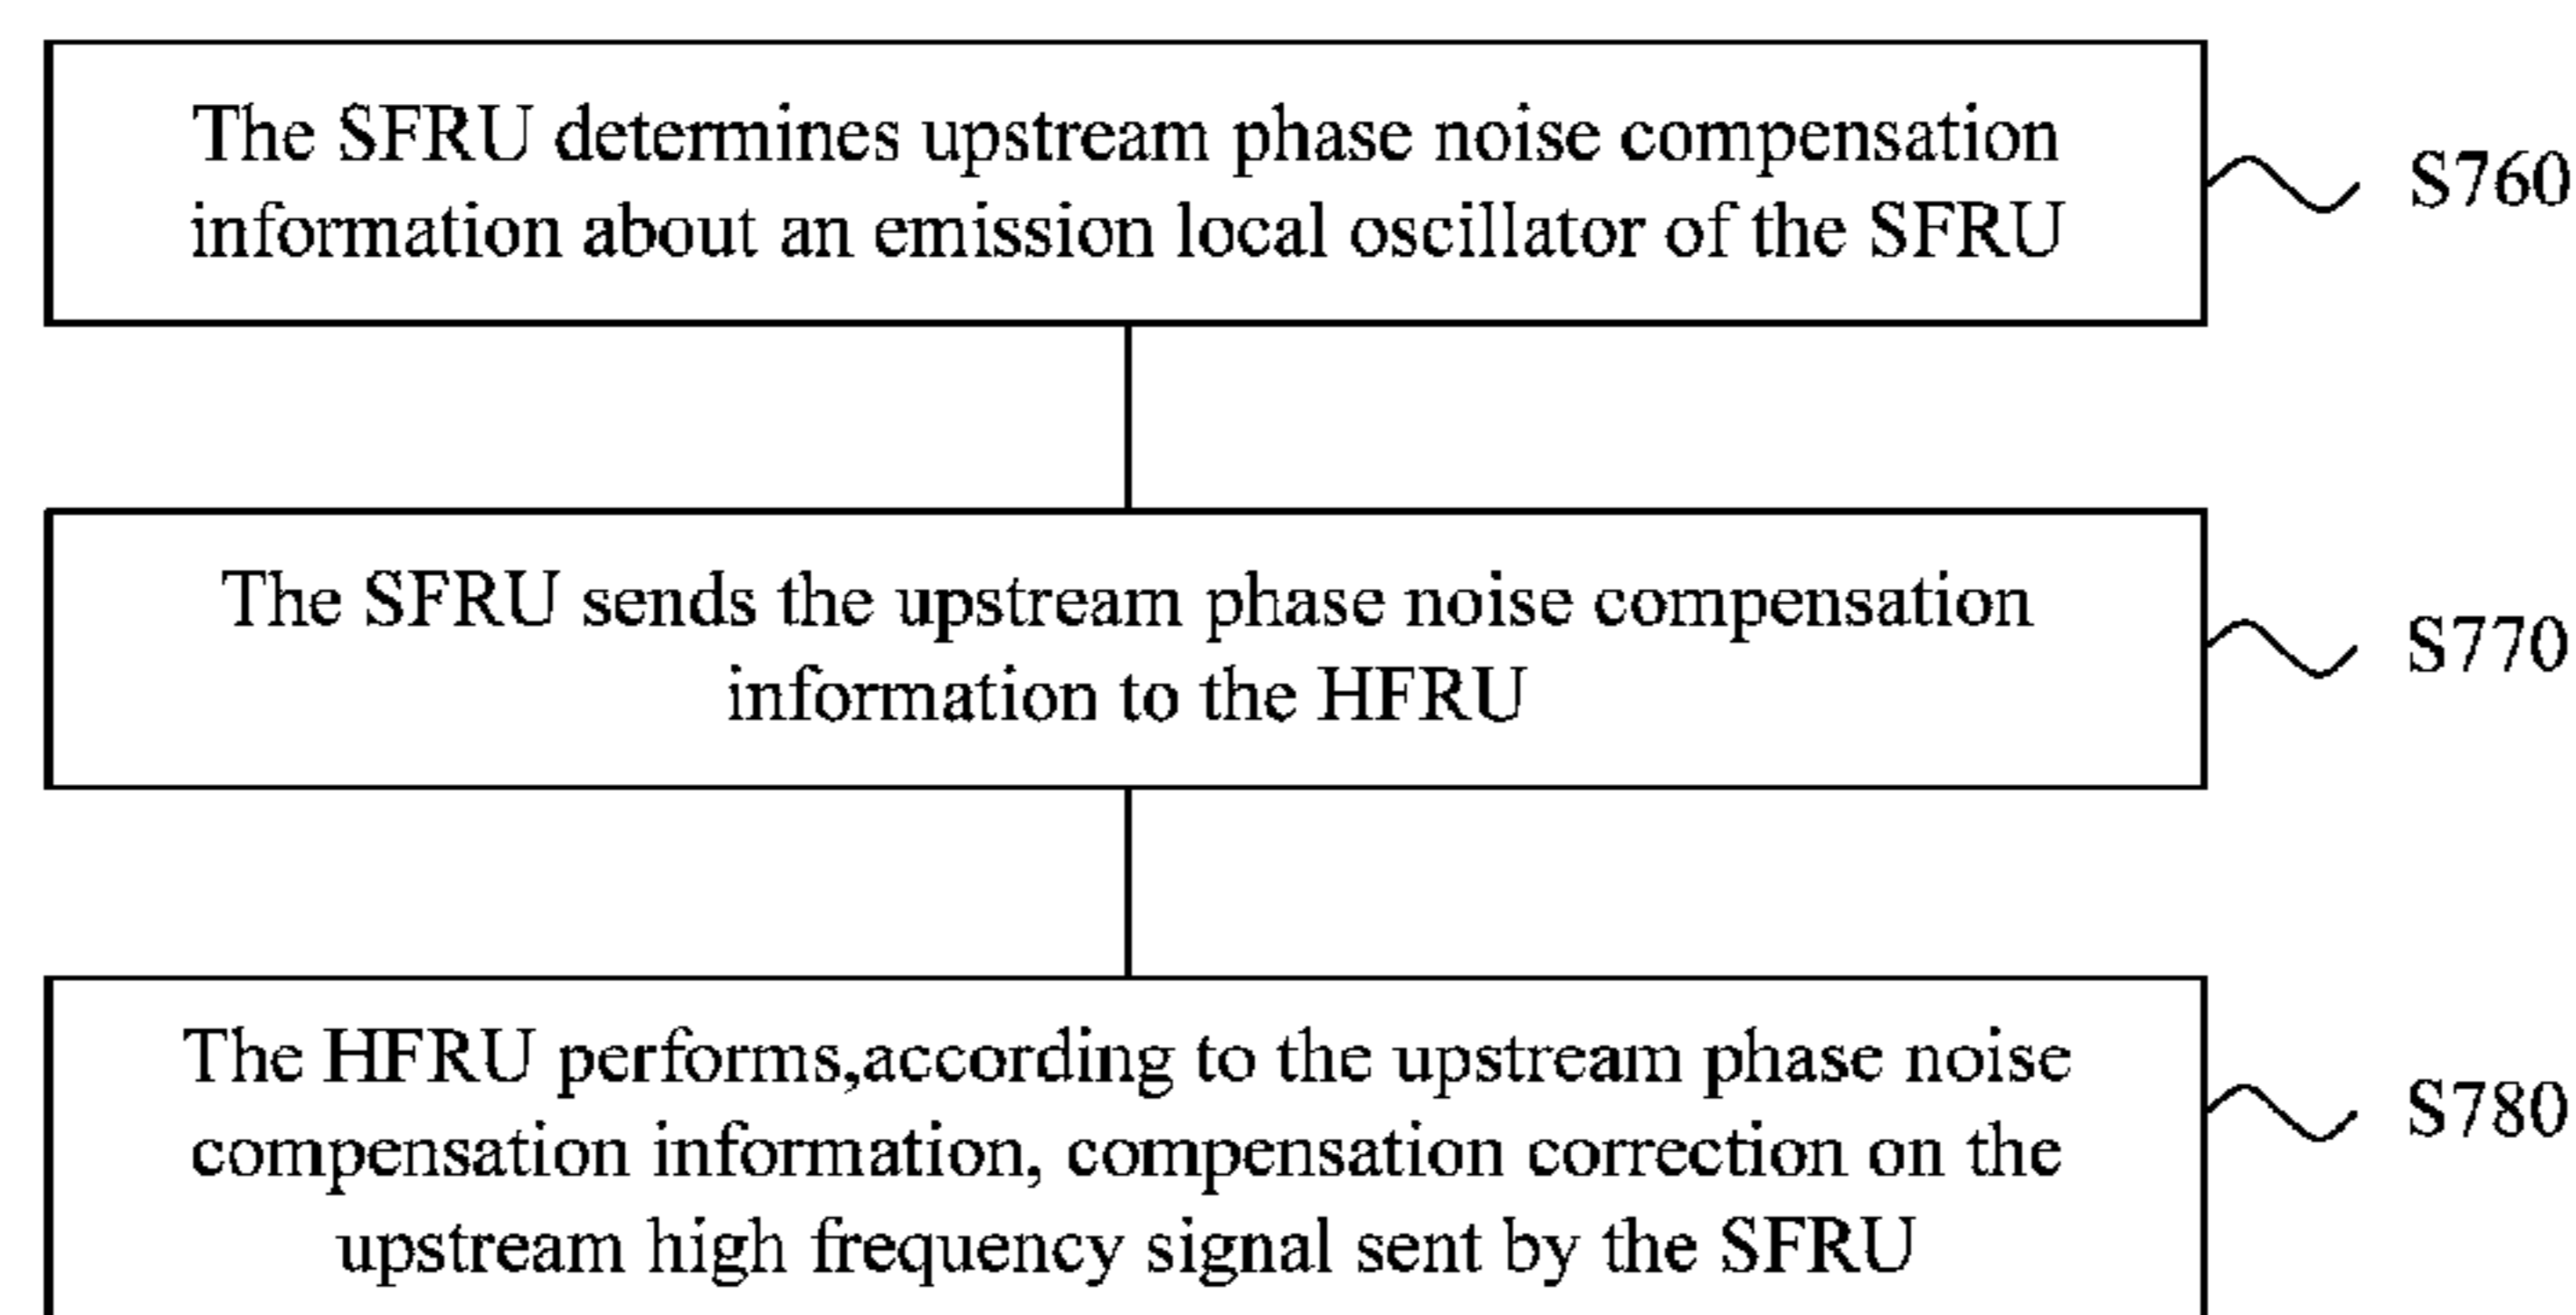 The SFRU determines upstream phase noise compensation
information about an emission local oscillator of the SFRU
S760
The SFRU sends the upstream phase noise compensation
information to the HFRU
S770
The HFRU performs,according to the upstream phase noise
compensation information, compensation correction on the
upstream high frequency signal sent by the SFRU
S780